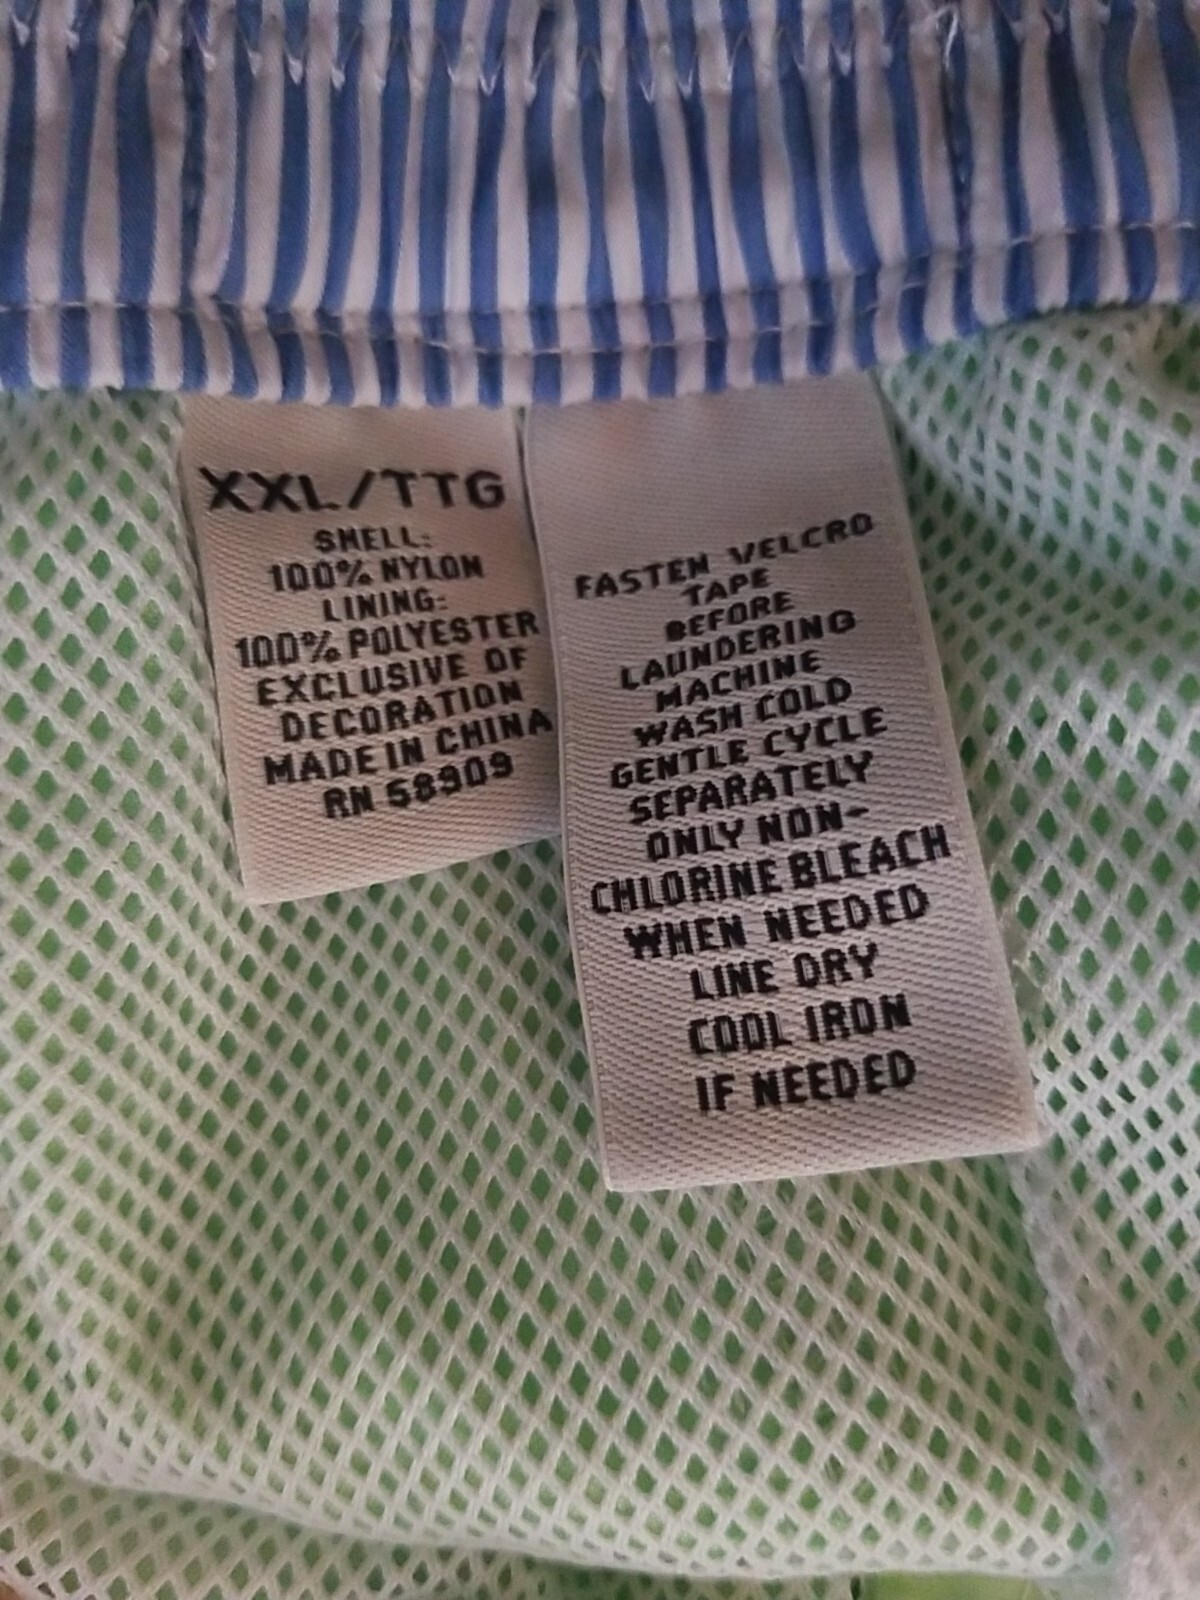 XXL/TTG
SHELL:
100% NYLON
LINING:
100% POLYESTER
EXCLUSIVE OF
DECORATION
MADE IN CHINA
RN 58909
FASTEN VELCRO
TAPE
BEFORE
LAUNDERING
MACHINE
WASH COLD
GENTLE CYCLE
SEPARATELY
ONLY NON-
CHLORINE BLEACH
WHEN NEEDED
LINE DRY
COOL IRON
IF NEEDED